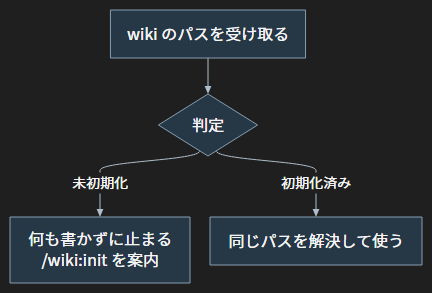 wiki のパスを受け取る
判定
未初期化
初期化済み
何も書かずに止まる
/wiki:init を案内
同じパスを解決して使う